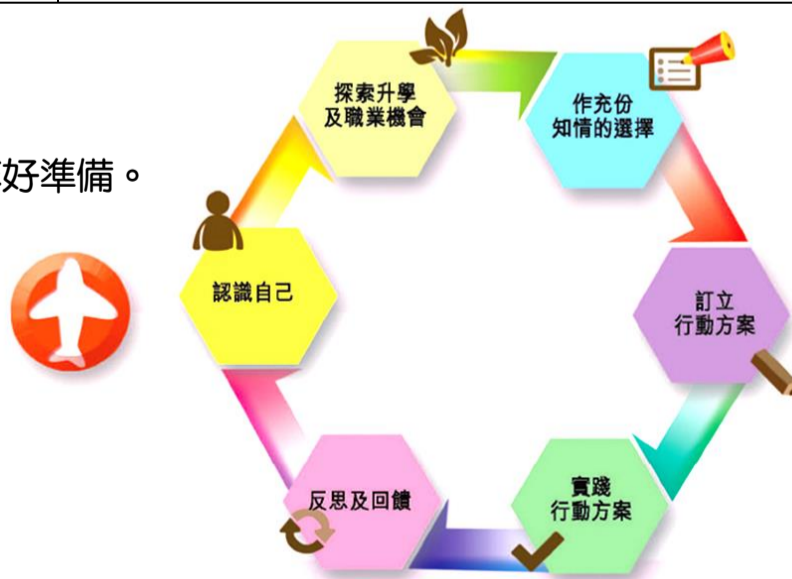 好準備。
探索升學
及職業機會
作充份
知情的選擇
認識自己
訂立
行動方案
反思及回饋
實踐
行動方案